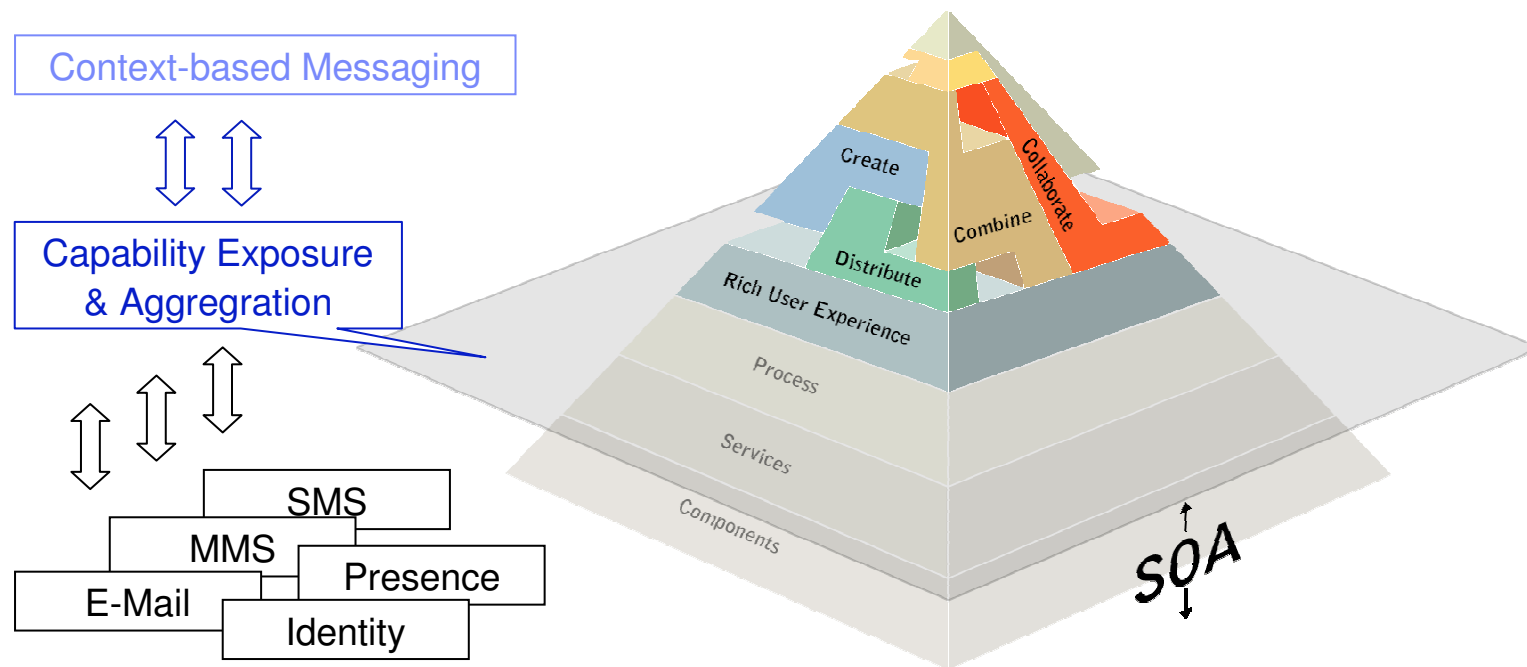 Context-based Messaging
Capability Exposure
& Aggregration
SMS
MMS
Presence
E-Mail
Identity
Create
Collaborate
Combine
Distribute
Rich User Experience
Process
Services
Components
SOA